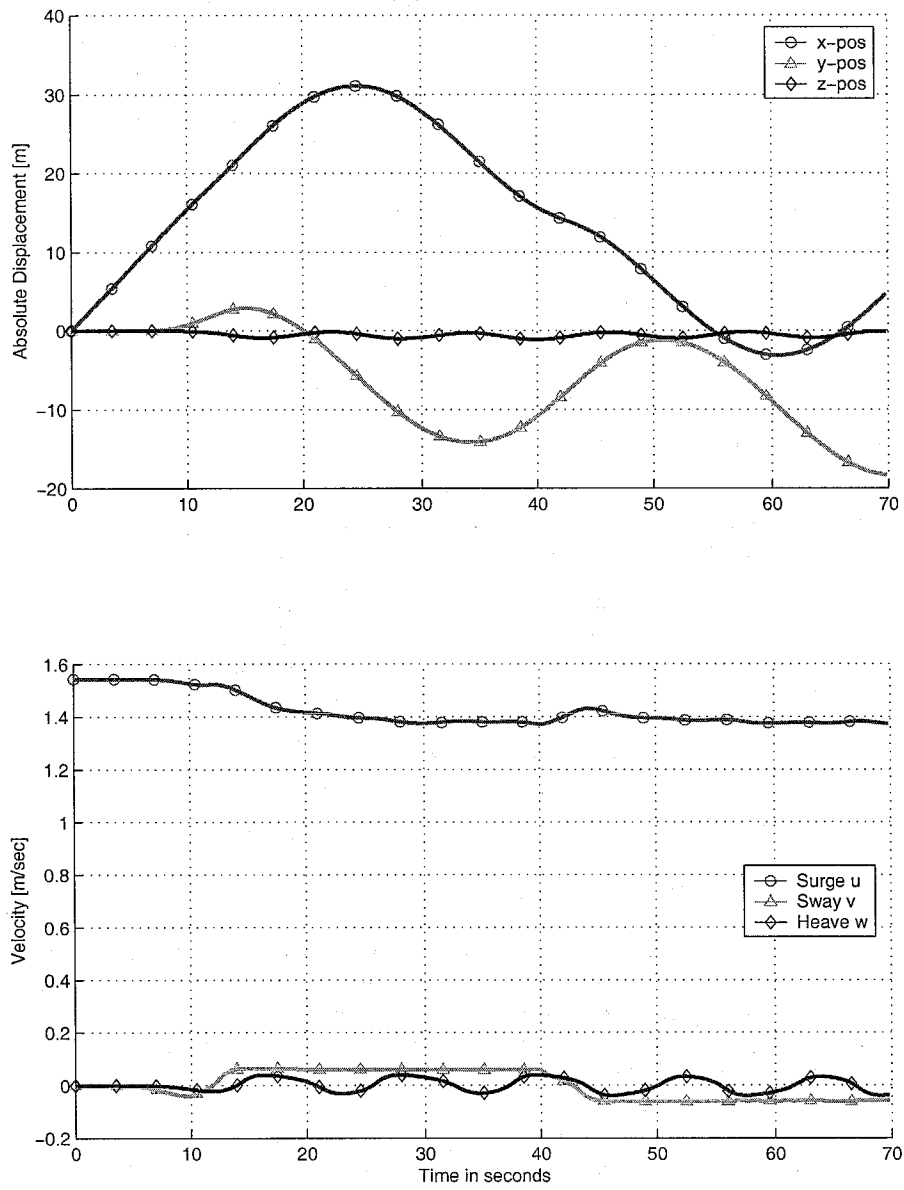 40
30
20
10
0
−10
−20
Absolute Displacement [m]
x−pos
y−pos
z−pos
0 10 20 30 40 50 60 70
1.6
1.4
1.2
1
0.8
0.6
0.4
0.2
0
−0.2
Velocity [m/sec]
Surge u
Sway v
Heave w
0 10 20 30 40 50 60 70
Time in seconds